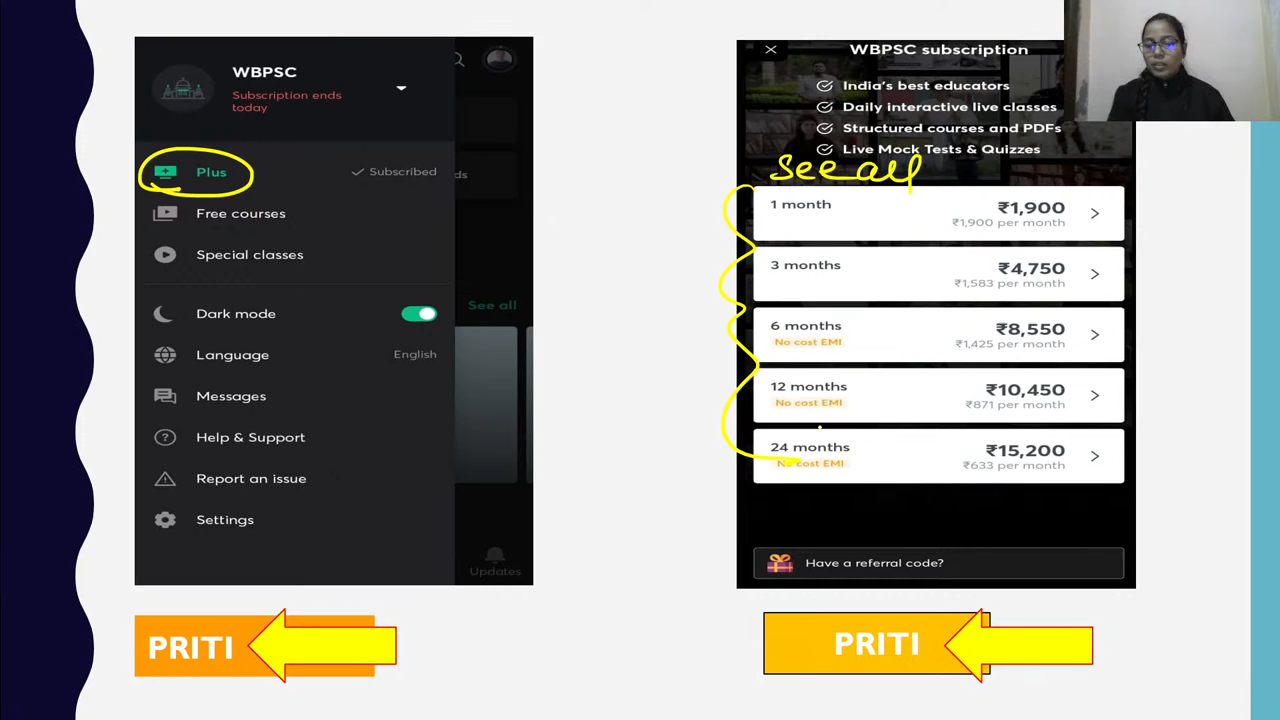 WBPSC
Subscription ends
today
Plus
Subscribed
ds
Free courses
Special classes
See all
Dark mode
Language
English
Messages
Help & Support
Report an issue
Settings
Updates
PRITI
WBPSC subscription
India's best educators
Daily interactive live classes
Structured courses and PDFs
Live Mock Tests & Quizzes
See all
1 month
₹1,900
₹1,900 per month
3 months
₹4,750
₹1,583 per month
6 months
₹8,550
No cost EMI
₹1,425 per month
12 months
₹10,450
No cost EMI
₹871 per month
24 months
₹15,200
No cost EMI
₹633 per month
Have a referral code?
PRITI